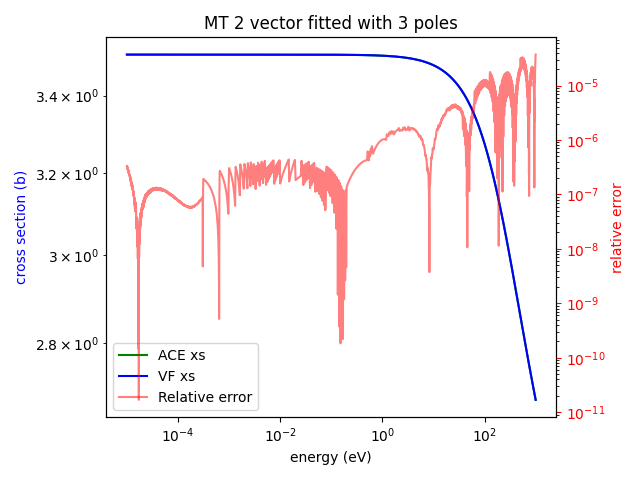 MT 2 vector fitted with 3 poles
cross section (b)
3.4 × 10⁰
3.2 × 10⁰
3 × 10⁰
2.8 × 10⁰
10⁻⁵
10⁻⁶
10⁻⁷
10⁻⁸
10⁻⁹
10⁻¹⁰
10⁻¹¹
relative error
ACE xs
VF xs
Relative error
10⁻⁴ 10⁻² 10⁰ 10²
energy (eV)